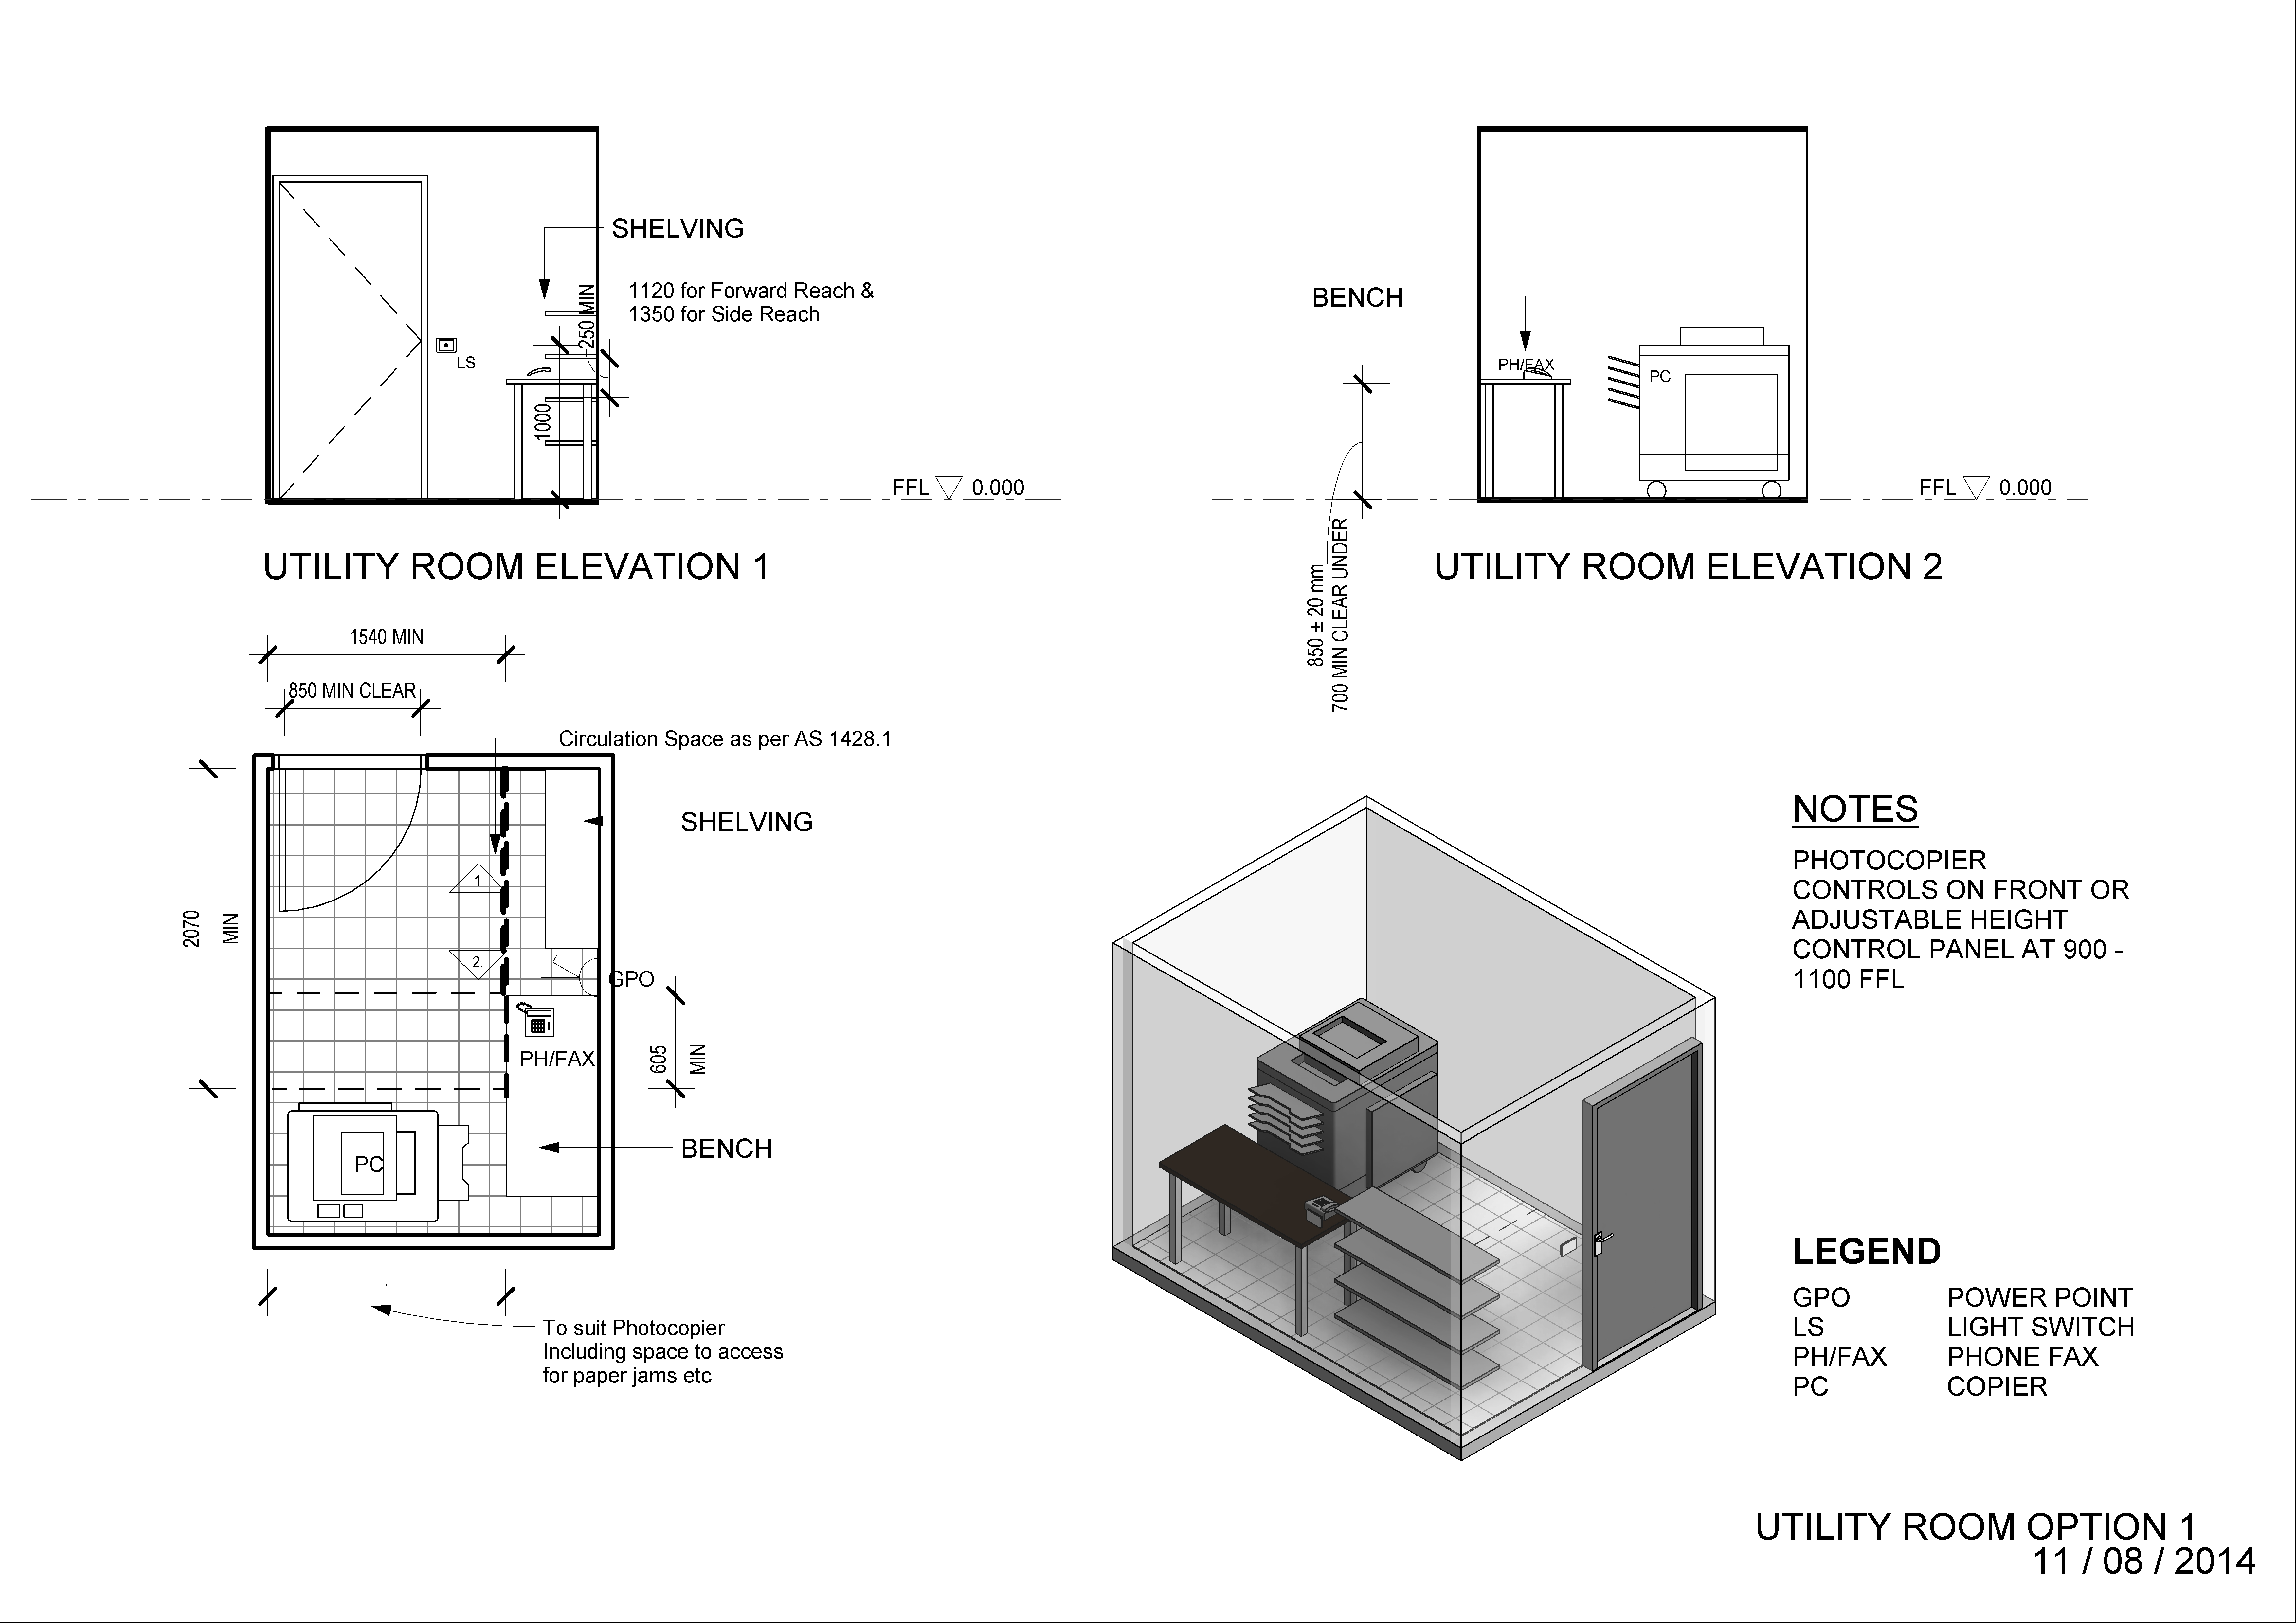 SHELVING
1120 for Forward Reach &
1350 for Side Reach
250 MIN
LS
1000
FFL 0.000
UTILITY ROOM ELEVATION 1
BENCH
PH/FAX
PC
FFL 0.000
850 ± 20 mm
700 MIN CLEAR UNDER
UTILITY ROOM ELEVATION 2
1540 MIN
850 MIN CLEAR
Circulation Space as per AS 1428.1
SHELVING
1
2.
2070
MIN
GPO
PH/FAX
605
MIN
BENCH
PC
To suit Photocopier
Including space to access
for paper jams etc
NOTES
PHOTOCOPIER
CONTROLS ON FRONT OR
ADJUSTABLE HEIGHT
CONTROL PANEL AT 900 -
1100 FFL
LEGEND
GPO POWER POINT
LS LIGHT SWITCH
PH/FAX PHONE FAX
PC COPIER
UTILITY ROOM OPTION 1
11 / 08 / 2014